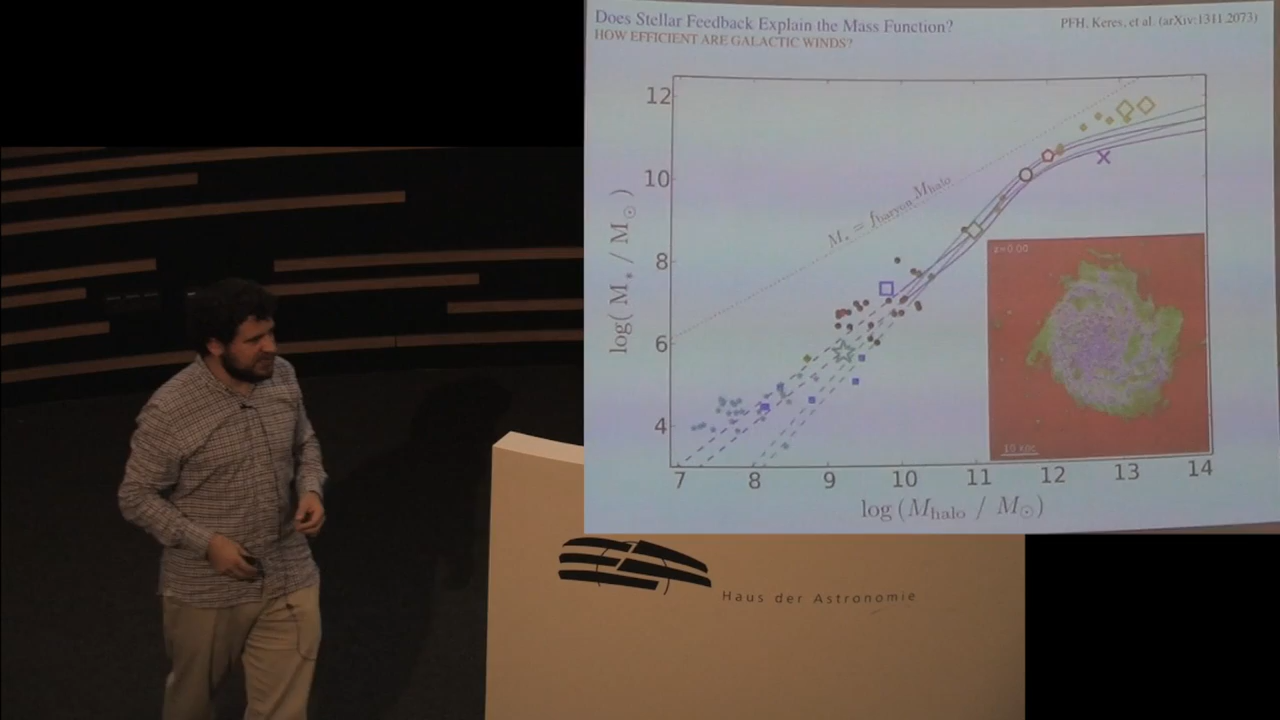 Does Stellar Feedback Explain the Mass Function?
PFH, Keres, et al. (arXiv:1311.2073)
HOW EFFICIENT ARE GALACTIC WINDS?
12
10
8
6
4
log( M* / M⊙ )
M* = fbaryon Mhalo
z=0.00
10 kpc
7 8 9 10 11 12 13 14
log (Mhalo / M⊙)
Haus der Astronomie